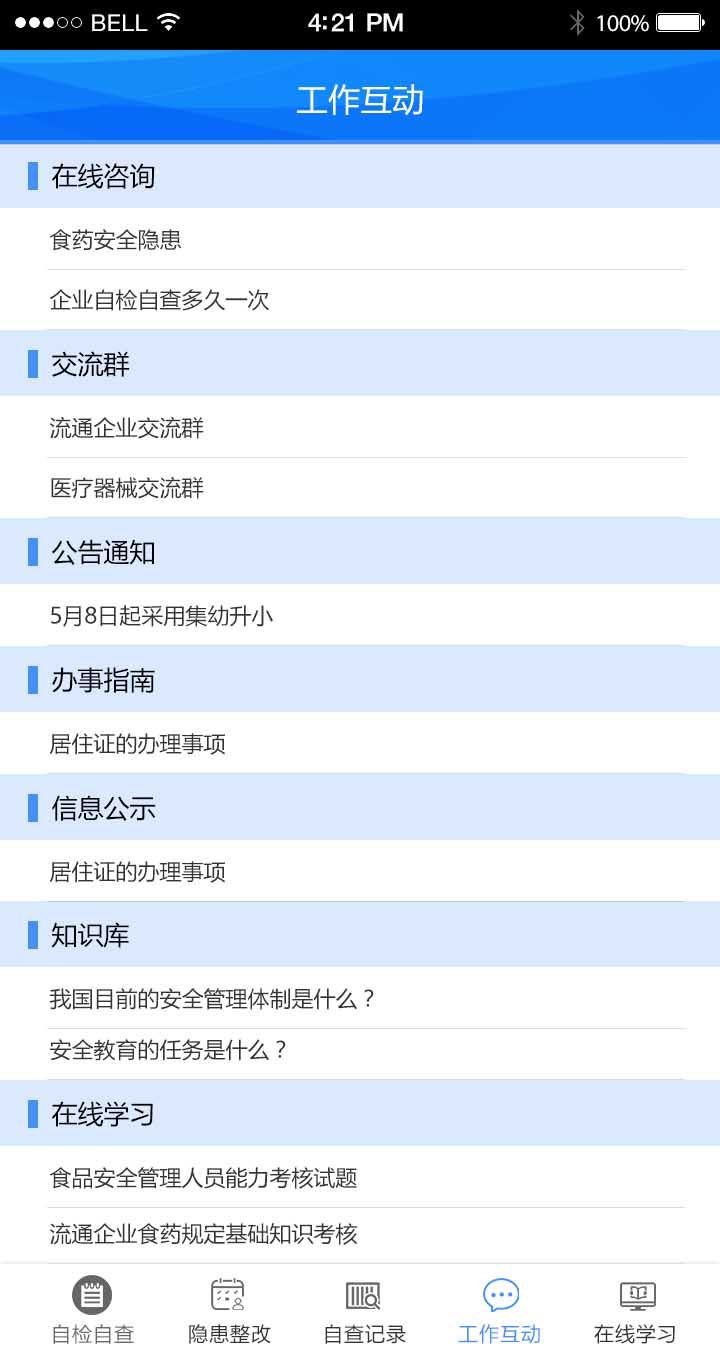 BELL 4:21 PM 100%
工作互动
在线咨询
食药安全隐患
企业自检自查多久一次
交流群
流通企业交流群
医疗器械交流群
公告通知
5月8日起采用集幼升小
办事指南
居住证的办理事项
信息公示
居住证的办理事项
知识库
我国目前的安全管理体制是什么？
安全教育的任务是什么？
在线学习
食品安全管理人员能力考核试题
流通企业食药规定基础知识考核
自检自查 隐患整改 自查记录 工作互动 在线学习